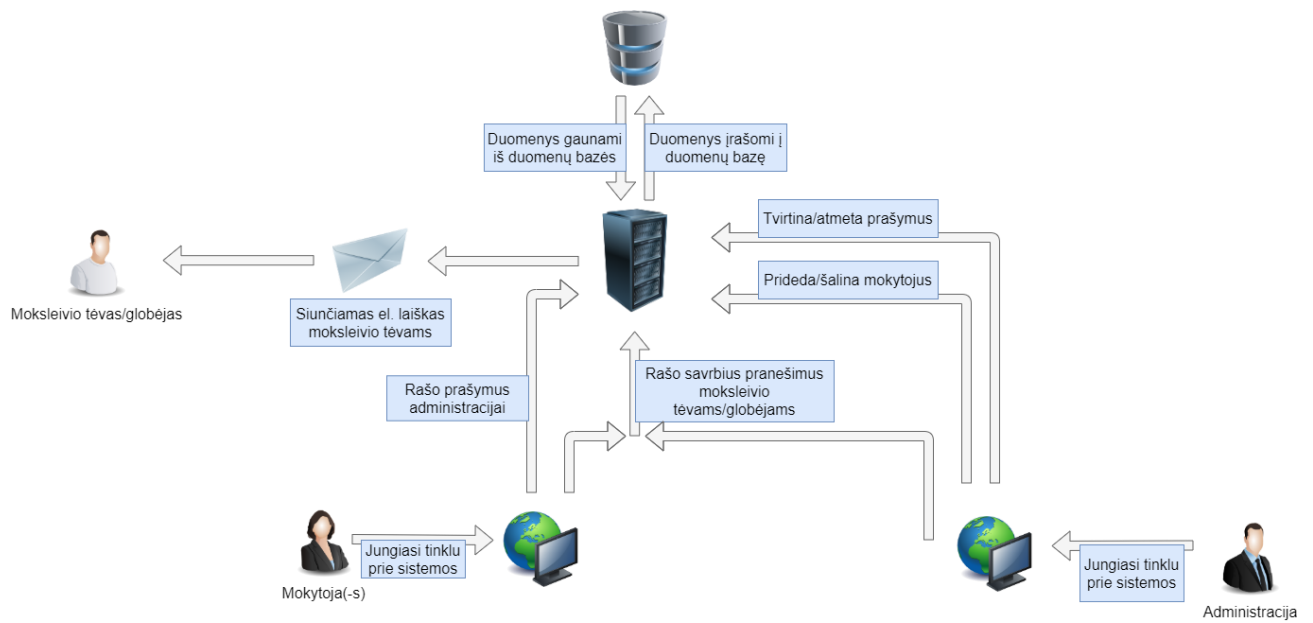 Duomenys gaunami
iš duomenų bazės
Duomenys įrašomi į
duomenų bazę
Tvirtina/atmeta prašymus
Prideda/šalina mokytojus
Moksleivio tėvas/globėjas
Siunčiamas el. laiškas
moksleivio tėvams
Rašo prašymus
administracijai
Rašo savrbius pranešimus
moksleivio
tėvams/globėjams
Jungiasi tinklu
prie sistemos
Mokytoja(-s)
Jungiasi tinklu
prie sistemos
Administracija